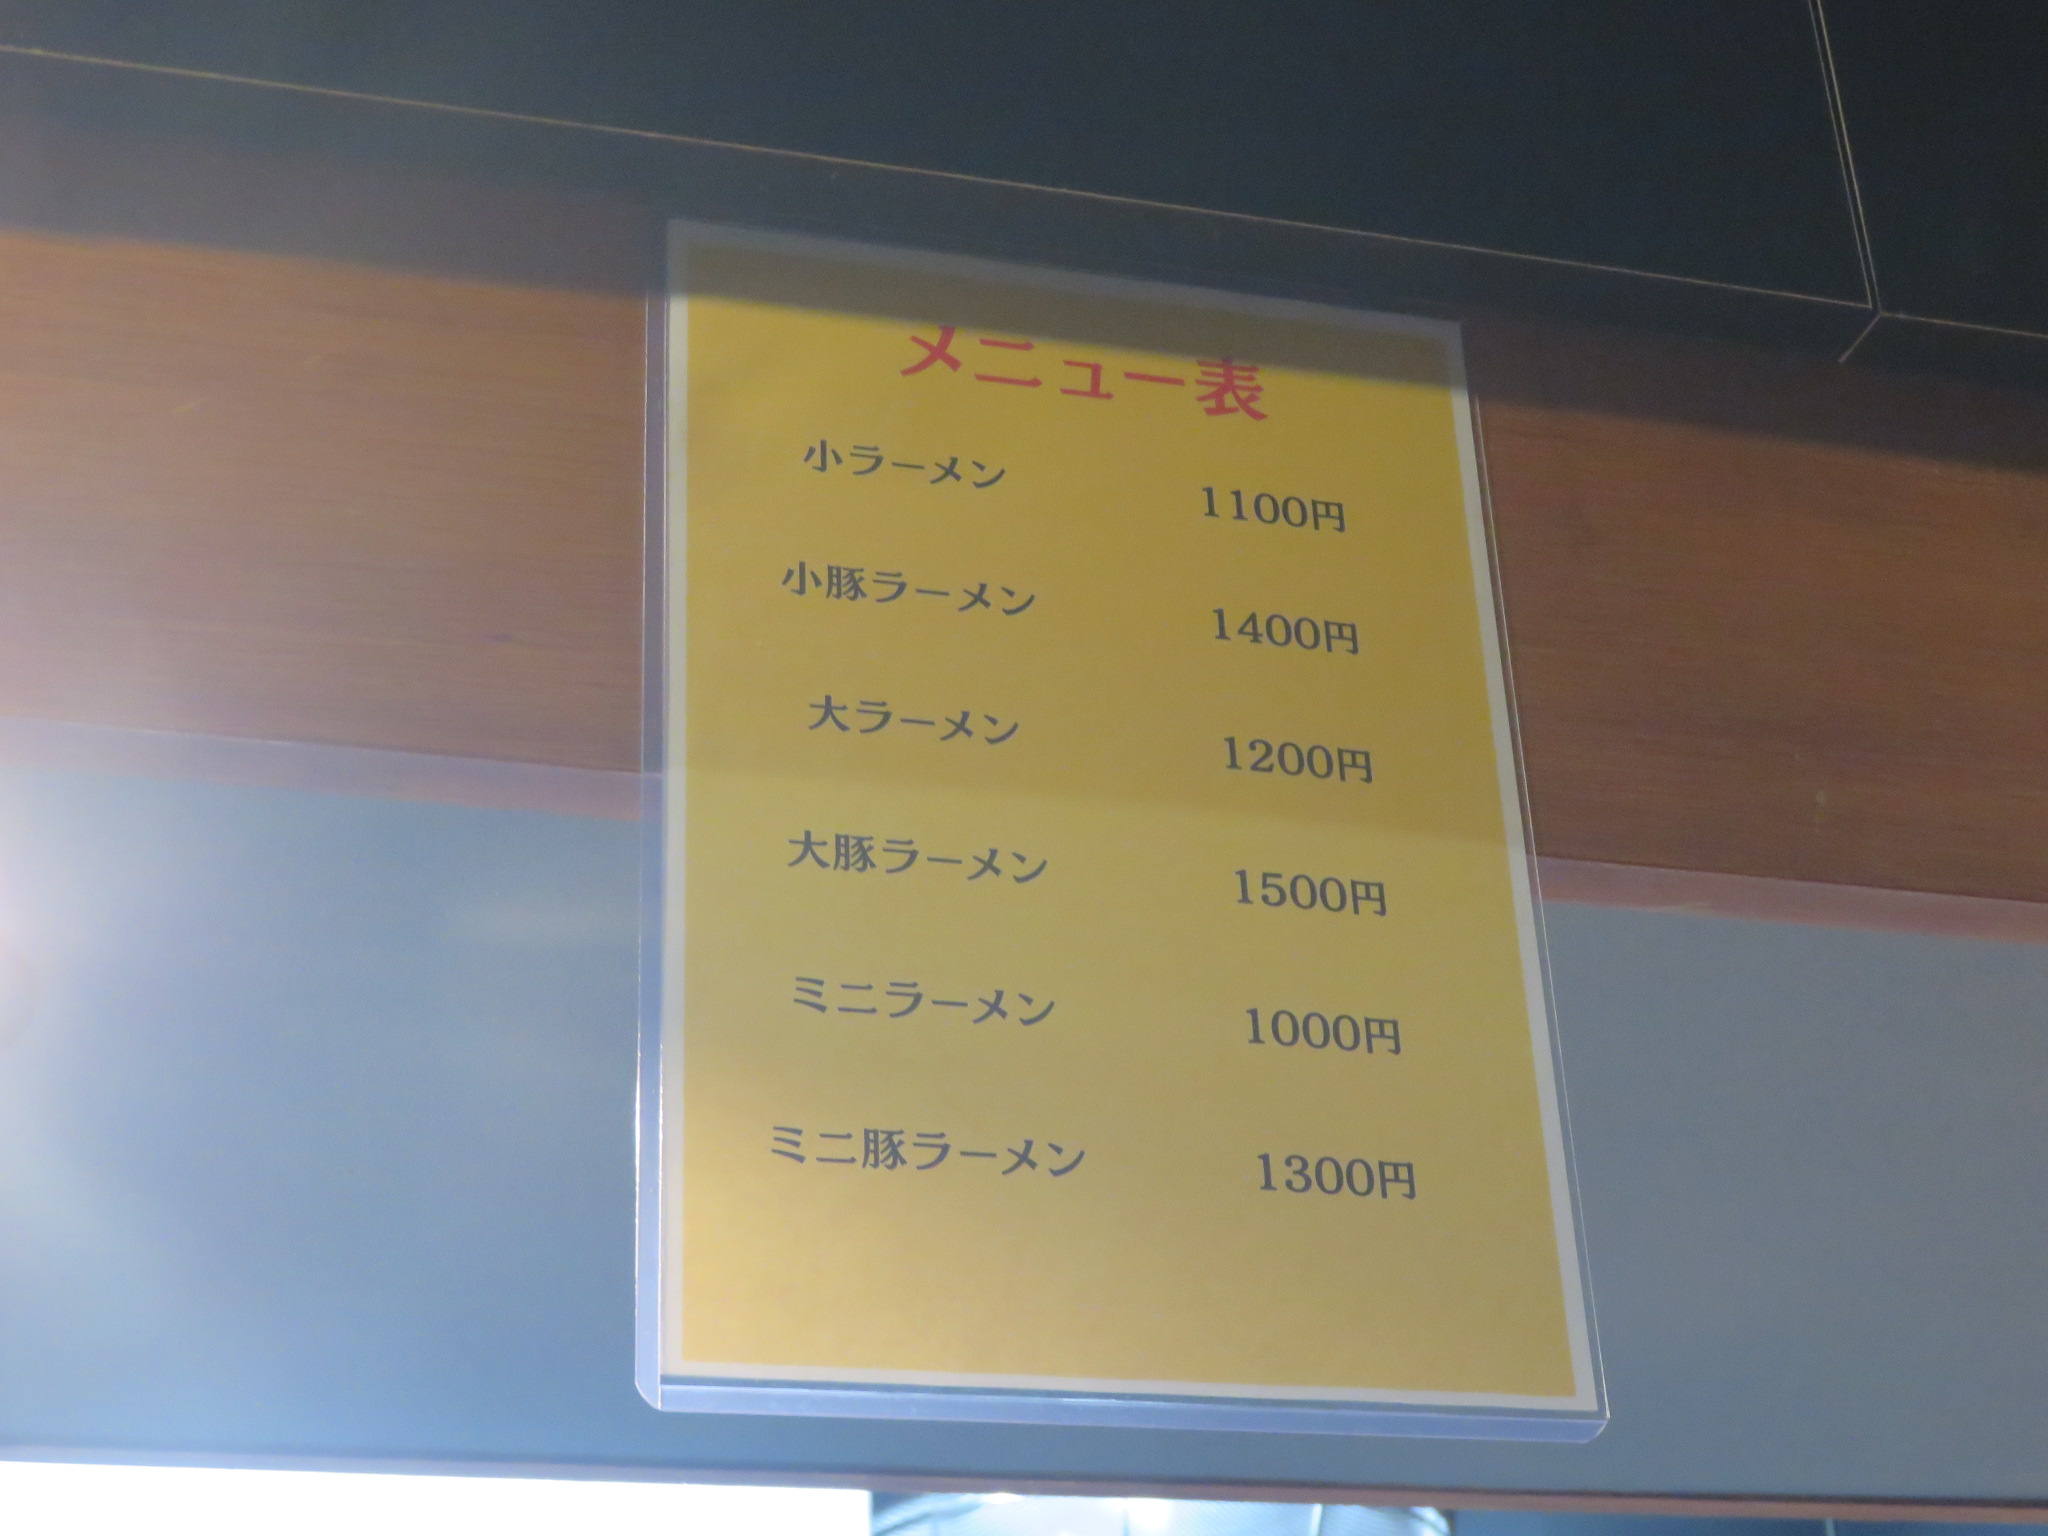 メニュー表
小ラーメン 1100円
小豚ラーメン 1400円
大ラーメン 1200円
大豚ラーメン 1500円
ミニラーメン 1000円
ミニ豚ラーメン 1300円